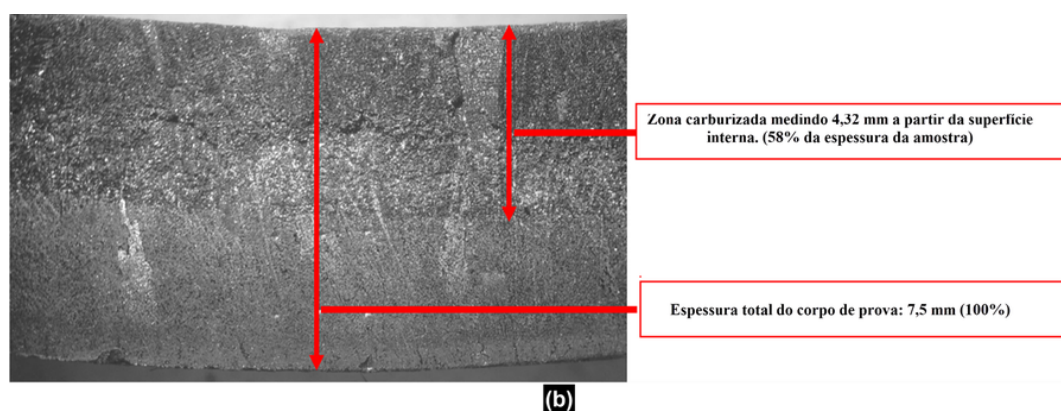 Zona carburizada medindo 4,32 mm a partir da superfície
interna. (58% da espessura da amostra)
Espessura total do corpo de prova: 7,5 mm (100%)
(b)